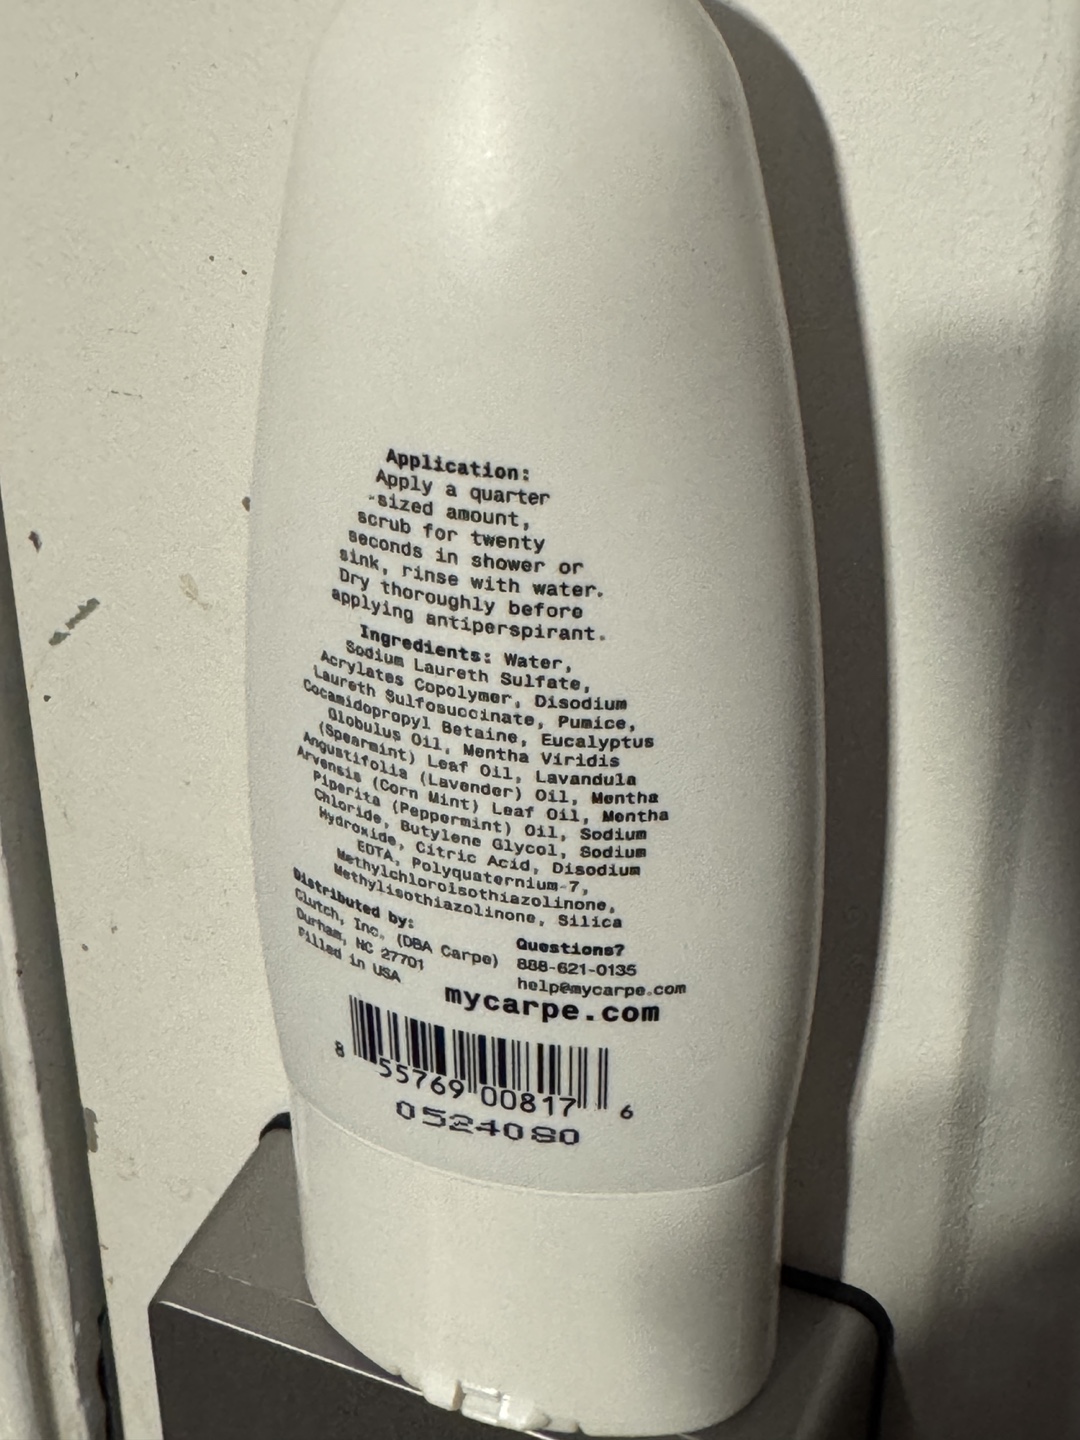 Application:
Apply a quarter
-sized amount,
scrub for twenty
seconds in shower or
sink, rinse with water.
Dry thoroughly before
applying antiperspirant.
Ingredients: Water,
Sodium Laureth Sulfate,
Acrylates Copolymer, Disodium
Laureth Sulfosuccinate, Pumice,
Cocamidopropyl Betaine, Eucalyptus
Globulus Oil, Mentha Viridis
(Spearmint) Leaf Oil, Lavandula
Angustifolia (Lavender) Oil, Mentha
Arvensis (Corn Mint) Leaf Oil, Mentha
Piperita (Peppermint) Oil, Sodium
Chloride, Butylene Glycol, Sodium
Hydroxide, Citric Acid, Disodium
EDTA, Polyquaternium-7,
Methylchloroisothiazolinone,
Methylisothiazolinone, Silica
Distributed by:
Clutch, Inc. (DBA Carpe)
Durham, NC 27701
Filled in USA
Questions?
888-621-0135
help@mycarpe.com
mycarpe.com
8 55769 00817 6
0524080